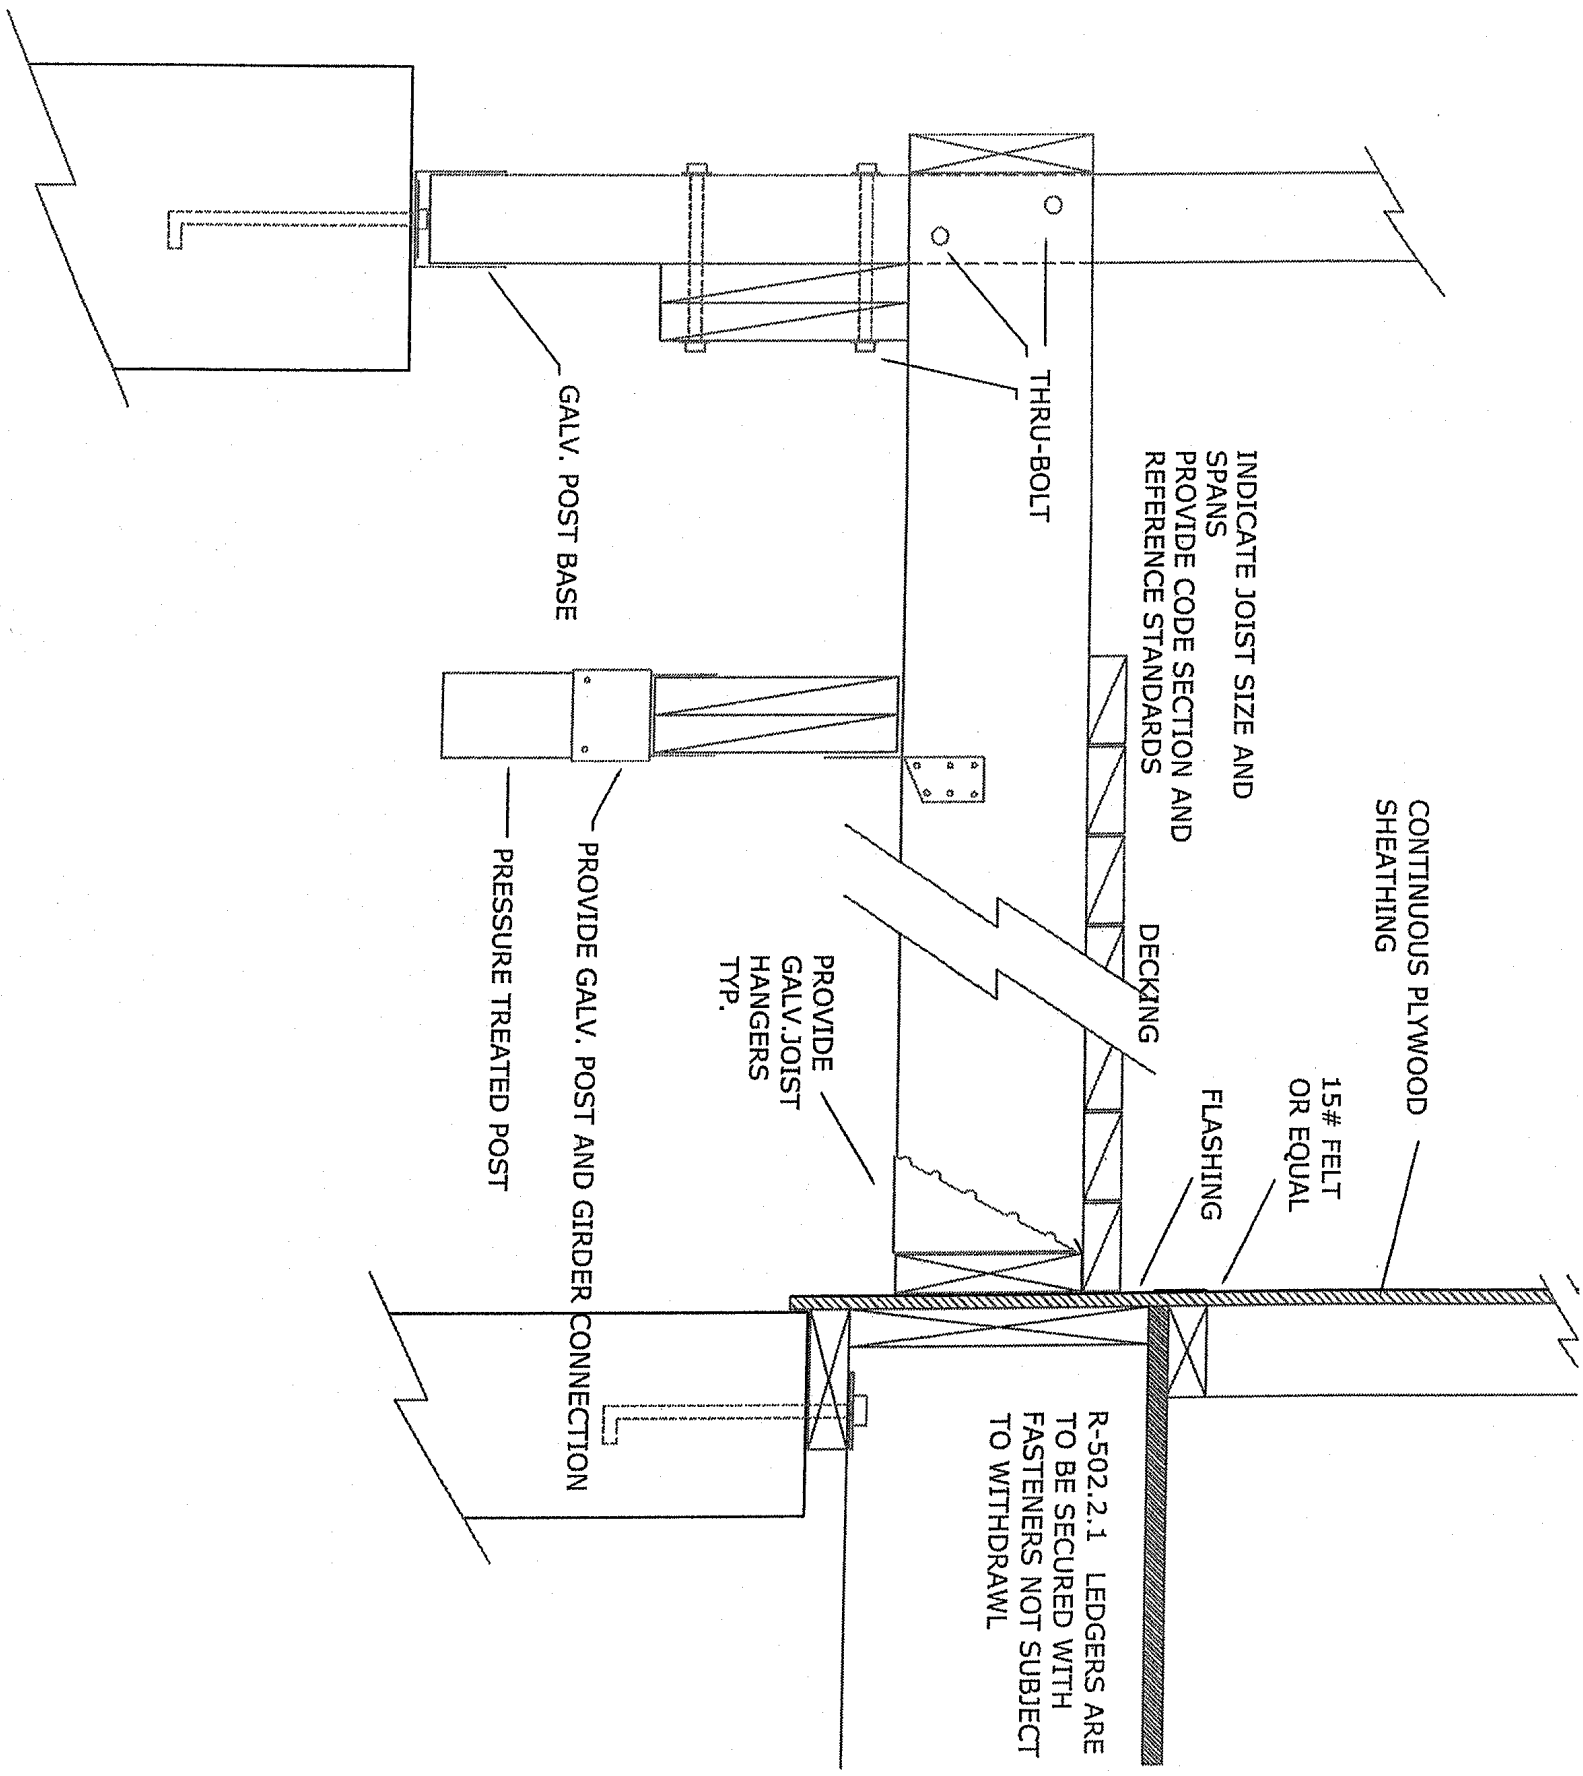 CONTINUOUS PLYWOOD
SHEATHING
15# FELT
OR EQUAL
FLASHING
INDICATE JOIST SIZE AND
SPANS
PROVIDE CODE SECTION AND
REFERENCE STANDARDS
DECKING
THRU-BOLT
R-502.2.1 LEDGERS ARE
TO BE SECURED WITH
FASTENERS NOT SUBJECT
TO WITHDRAWL
PROVIDE
GALV.JOIST
HANGERS
TYP.
GALV. POST BASE
PROVIDE GALV. POST AND GIRDER CONNECTION
PRESSURE TREATED POST